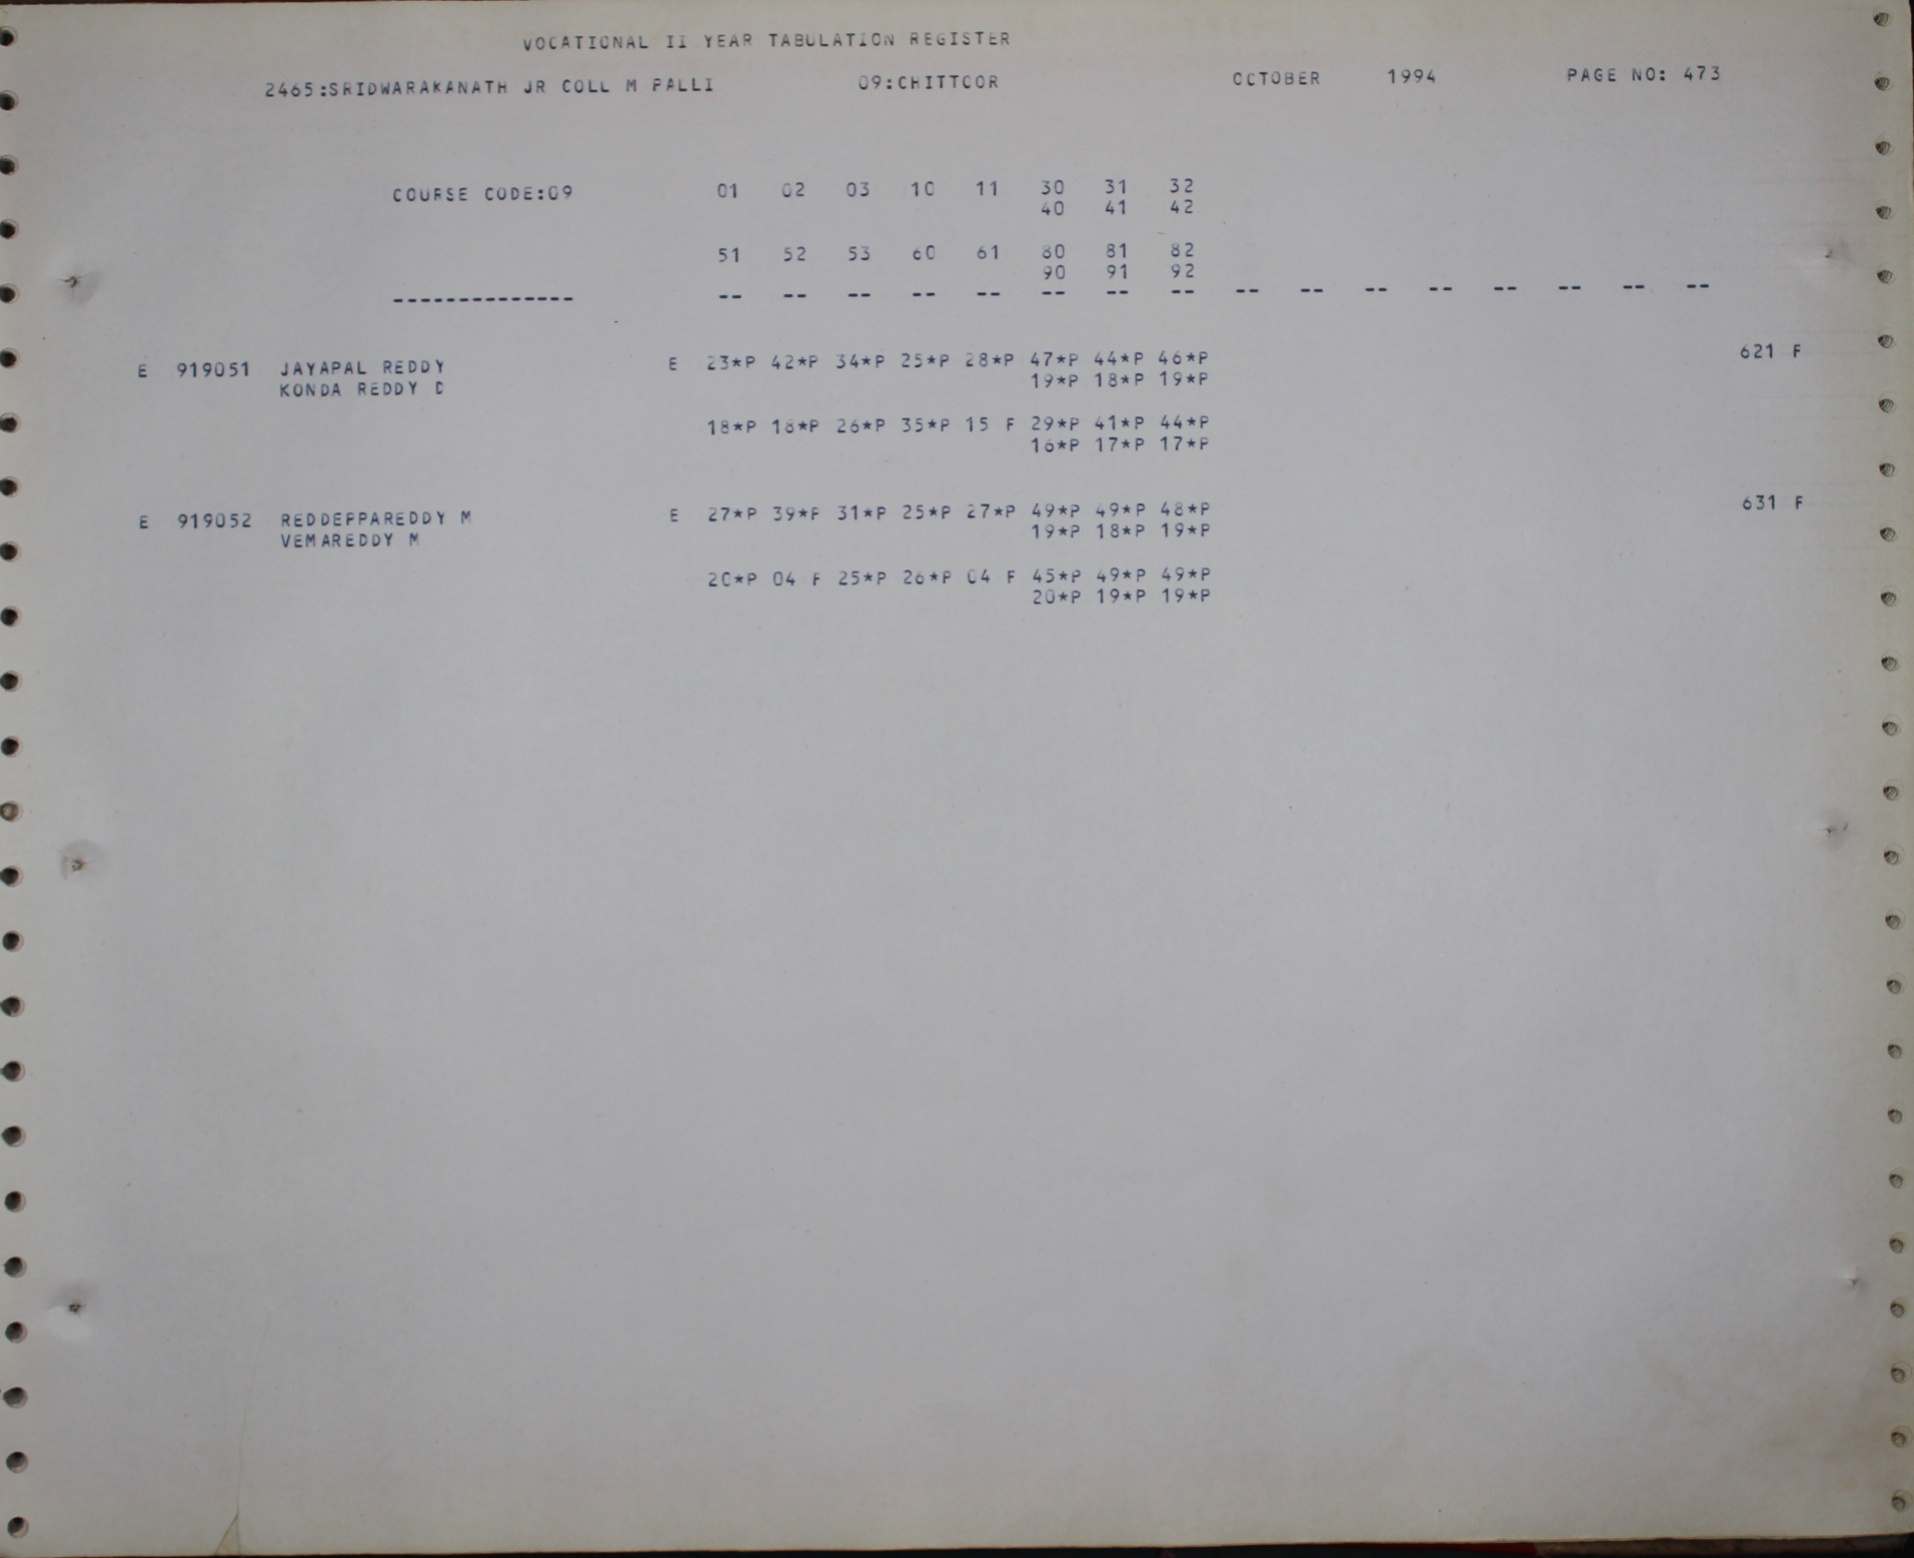 VOCATIONAL II YEAR TABULATION REGISTER
2465:SRIDWARAKANATH JR COLL M PALLI 09:CHITTOOR OCTOBER 1994 PAGE NO: 473
COURSE CODE:09 01 02 03 10 11 30 31 32
40 41 42
51 52 53 60 61 80 81 82
90 91 92
-------------- -- -- -- -- -- -- -- -- -- -- -- -- -- -- -- --
E 919051 JAYAPAL REDDY E 23*P 42*P 34*P 25*P 28*P 47*P 44*P 46*P 621 F
KONDA REDDY D 19*P 18*P 19*P
18*P 18*P 26*P 35*P 15 F 29*P 41*P 44*P
16*P 17*P 17*P
E 919052 REDDEPPAREDDY M E 27*P 39*P 31*P 25*P 27*P 49*P 49*P 48*P 631 F
VEMAREDDY M 19*P 18*P 19*P
20*P 04 F 25*P 26*P 04 F 45*P 49*P 49*P
20*P 19*P 19*P